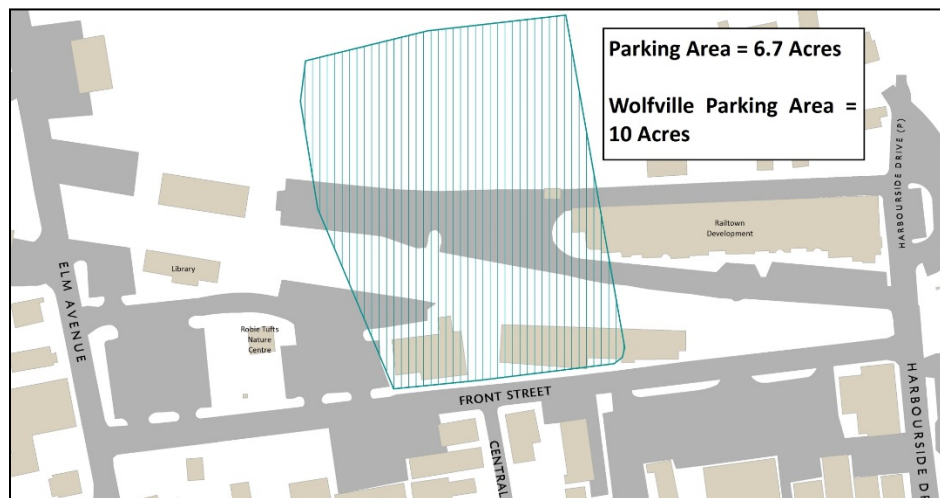 Parking Area = 6.7 Acres
Wolfville Parking Area =
10 Acres
HARBOURSIDE DRIVE (P)
Railtown
Development
Library
ELM AVENUE
Robie Tufts
Nature
Centre
FRONT STREET
CENTRAL
HARBOURSIDE DR